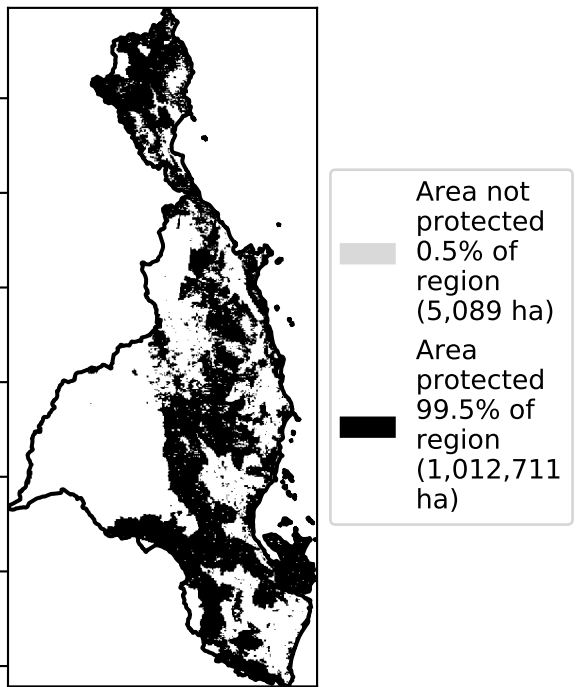 Area not
protected
0.5% of
region
(5,089 ha)
Area
protected
99.5% of
region
(1,012,711
ha)